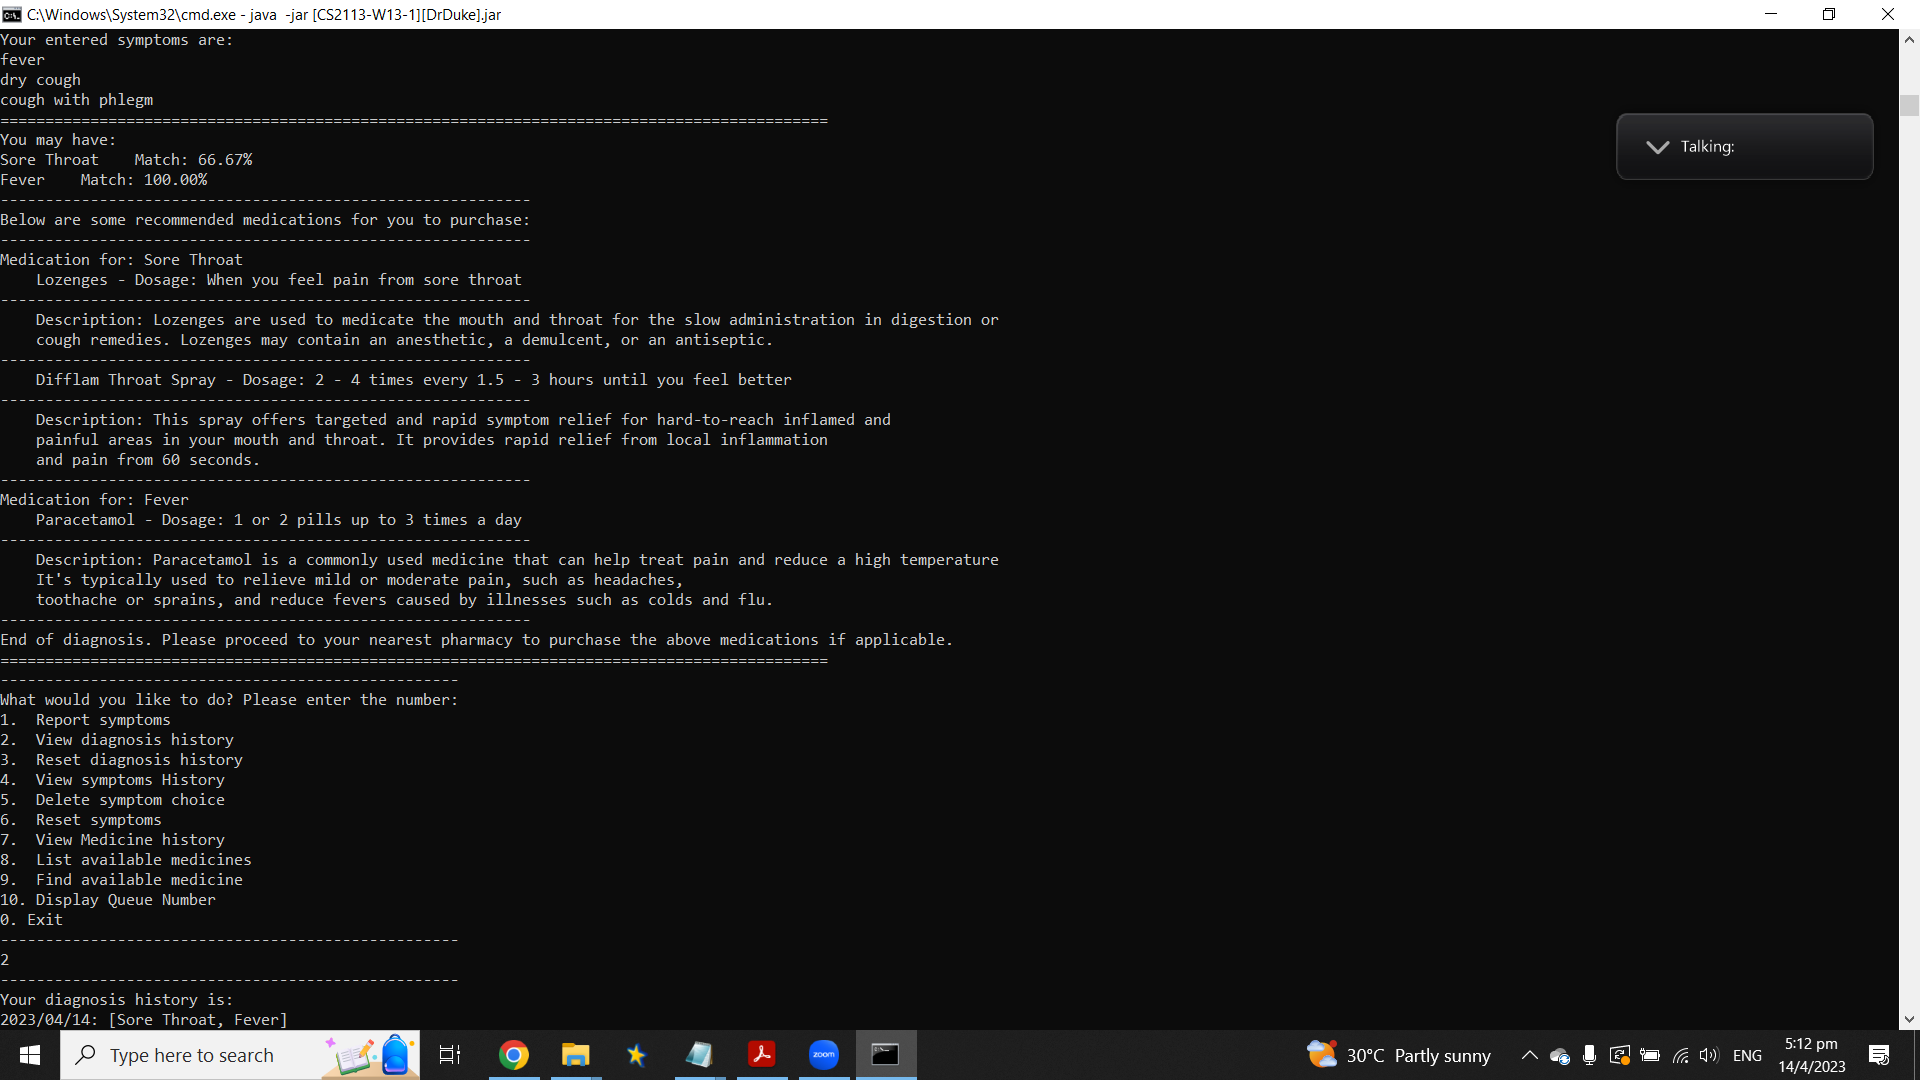 C:\Windows\System32\cmd.exe - java  -jar [CS2113-W13-1][DrDuke].jar
Your entered symptoms are:
fever
dry cough
cough with phlegm
============================================================================================
You may have:
Sore Throat    Match: 66.67%
Fever    Match: 100.00%
-----------------------------------------------------------
Below are some recommended medications for you to purchase:
-----------------------------------------------------------
Medication for: Sore Throat
    Lozenges - Dosage: When you feel pain from sore throat
-----------------------------------------------------------
    Description: Lozenges are used to medicate the mouth and throat for the slow administration in digestion or
    cough remedies. Lozenges may contain an anesthetic, a demulcent, or an antiseptic.
-----------------------------------------------------------
    Difflam Throat Spray - Dosage: 2 - 4 times every 1.5 - 3 hours until you feel better
-----------------------------------------------------------
    Description: This spray offers targeted and rapid symptom relief for hard-to-reach inflamed and
    painful areas in your mouth and throat. It provides rapid relief from local inflammation
    and pain from 60 seconds.
-----------------------------------------------------------
Medication for: Fever
    Paracetamol - Dosage: 1 or 2 pills up to 3 times a day
-----------------------------------------------------------
    Description: Paracetamol is a commonly used medicine that can help treat pain and reduce a high temperature
    It's typically used to relieve mild or moderate pain, such as headaches,
    toothache or sprains, and reduce fevers caused by illnesses such as colds and flu.
-----------------------------------------------------------
End of diagnosis. Please proceed to your nearest pharmacy to purchase the above medications if applicable.
============================================================================================
---------------------------------------------------
What would you like to do? Please enter the number:
1.  Report symptoms
2.  View diagnosis history
3.  Reset diagnosis history
4.  View symptoms History
5.  Delete symptom choice
6.  Reset symptoms
7.  View Medicine history
8.  List available medicines
9.  Find available medicine
10. Display Queue Number
0. Exit
---------------------------------------------------
2
---------------------------------------------------
Your diagnosis history is:
2023/04/14: [Sore Throat, Fever]
Talking:
Type here to search
zoom
30°C  Partly sunny
ENG
5:12 pm
14/4/2023